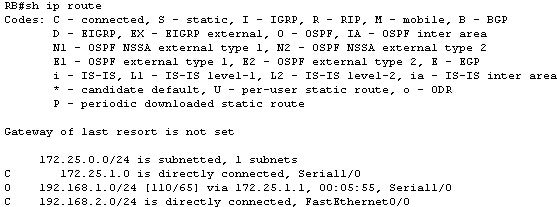 RB#sh ip route
Codes: C - connected, S - static, I - IGRP, R - RIP, M - mobile, B - BGP
D - EIGRP, EX - EIGRP external, O - OSPF, IA - OSPF inter area
N1 - OSPF NSSA external type 1, N2 - OSPF NSSA external type 2
E1 - OSPF external type 1, E2 - OSPF external type 2, E - EGP
i - IS-IS, L1 - IS-IS level-1, L2 - IS-IS level-2, ia - IS-IS inter area
* - candidate default, U - per-user static route, o - ODR
P - periodic downloaded static route
Gateway of last resort is not set
172.25.0.0/24 is subnetted, 1 subnets
C 172.25.1.0 is directly connected, Serial1/0
O 192.168.1.0/24 [110/65] via 172.25.1.1, 00:05:55, Serial1/0
C 192.168.2.0/24 is directly connected, FastEthernet0/0